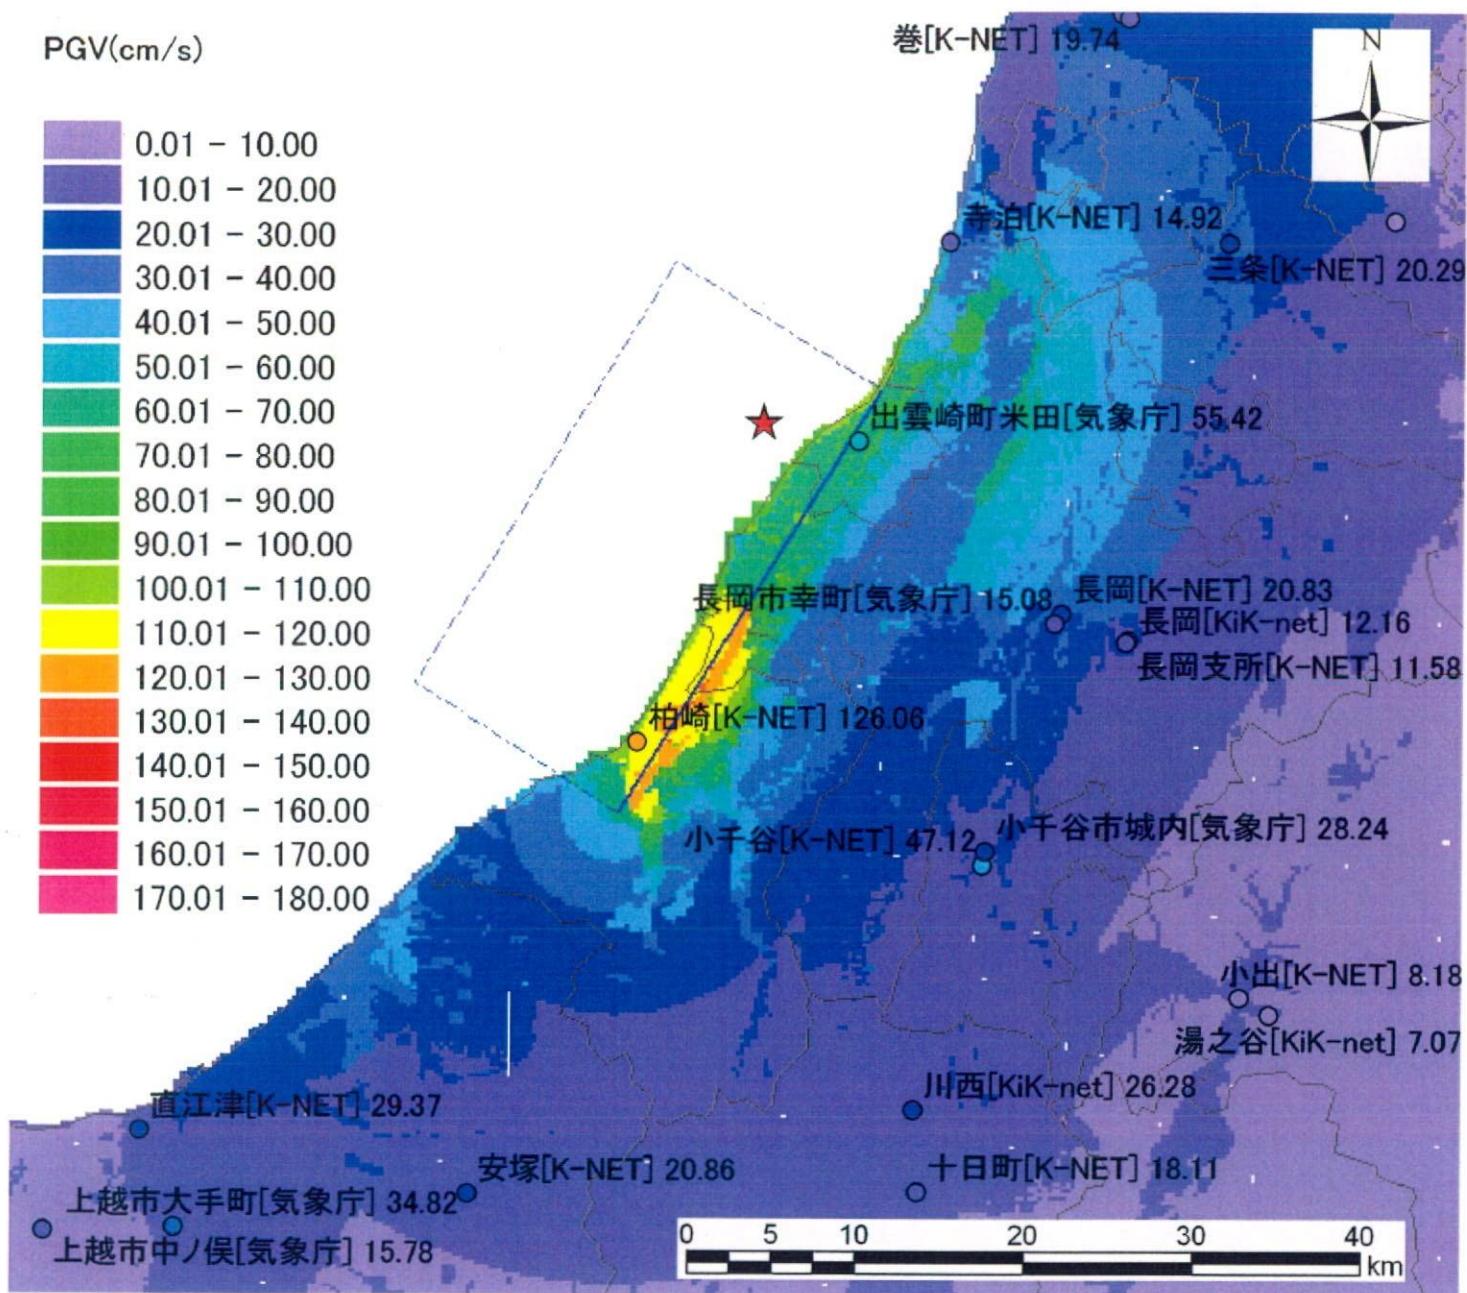 PGV(cm/s)
0.01 - 10.00
10.01 - 20.00
20.01 - 30.00
30.01 - 40.00
40.01 - 50.00
50.01 - 60.00
60.01 - 70.00
70.01 - 80.00
80.01 - 90.00
90.01 - 100.00
100.01 - 110.00
110.01 - 120.00
120.01 - 130.00
130.01 - 140.00
140.01 - 150.00
150.01 - 160.00
160.01 - 170.00
170.01 - 180.00
巻[K-NET] 19.74
N
寺泊[K-NET] 14.92
三条[K-NET] 20.29
出雲崎町米田[気象庁] 55.42
長岡市幸町[気象庁] 15.08
長岡[K-NET] 20.83
長岡[KiK-net] 12.16
長岡支所[K-NET] 11.58
柏崎[K-NET] 126.06
小千谷[K-NET] 47.12
小千谷市城内[気象庁] 28.24
小出[K-NET] 8.18
湯之谷[KiK-net] 7.07
川西[KiK-net] 26.28
直江津[K-NET] 29.37
安塚[K-NET] 20.86
十日町[K-NET] 18.11
上越市大手町[気象庁] 34.82
上越市中ノ俣[気象庁] 15.78
0 5 10 20 30 40
km